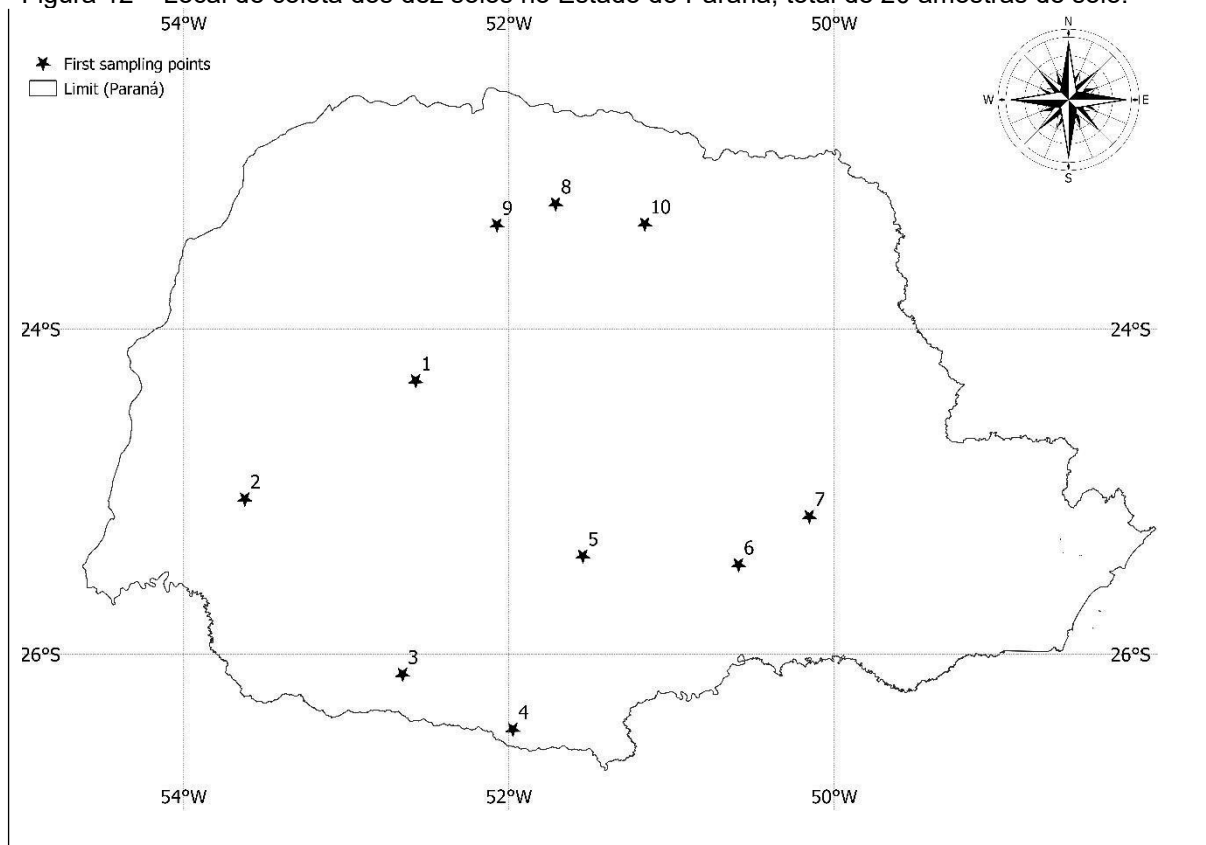 Figura 12 – Local de coleta dos dez solos no Estado do Paraná, total de 20 amostras de solo.
54°W 52°W 50°W
N
First sampling points
Limit (Paraná)
W E
S
8
9 10
24°S 24°S
1
2
7
5
6
26°S 26°S
3
4
54°W 52°W 50°W